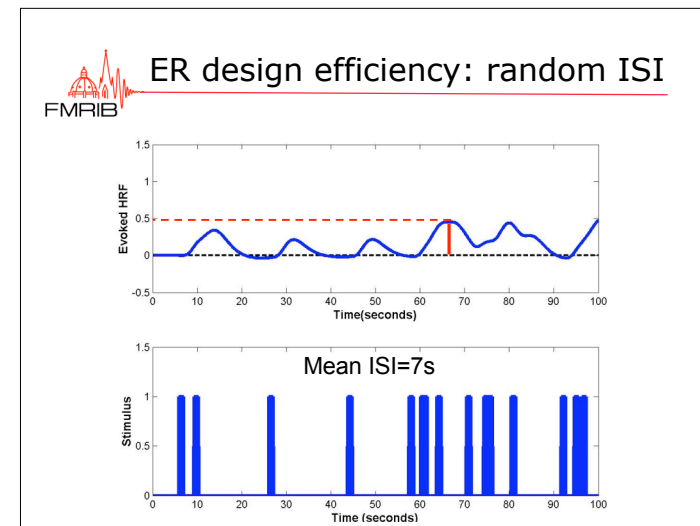 ER design efficiency: random ISI
FMRIB
1.5
1
0.5
0
-0.5
Evoked HRF
0 10 20 30 40 50 60 70 80 90 100
Time(seconds)
Mean ISI=7s
1.5
1
0.5
0
Stimulus
0 10 20 30 40 50 60 70 80 90 100
Time (seconds)